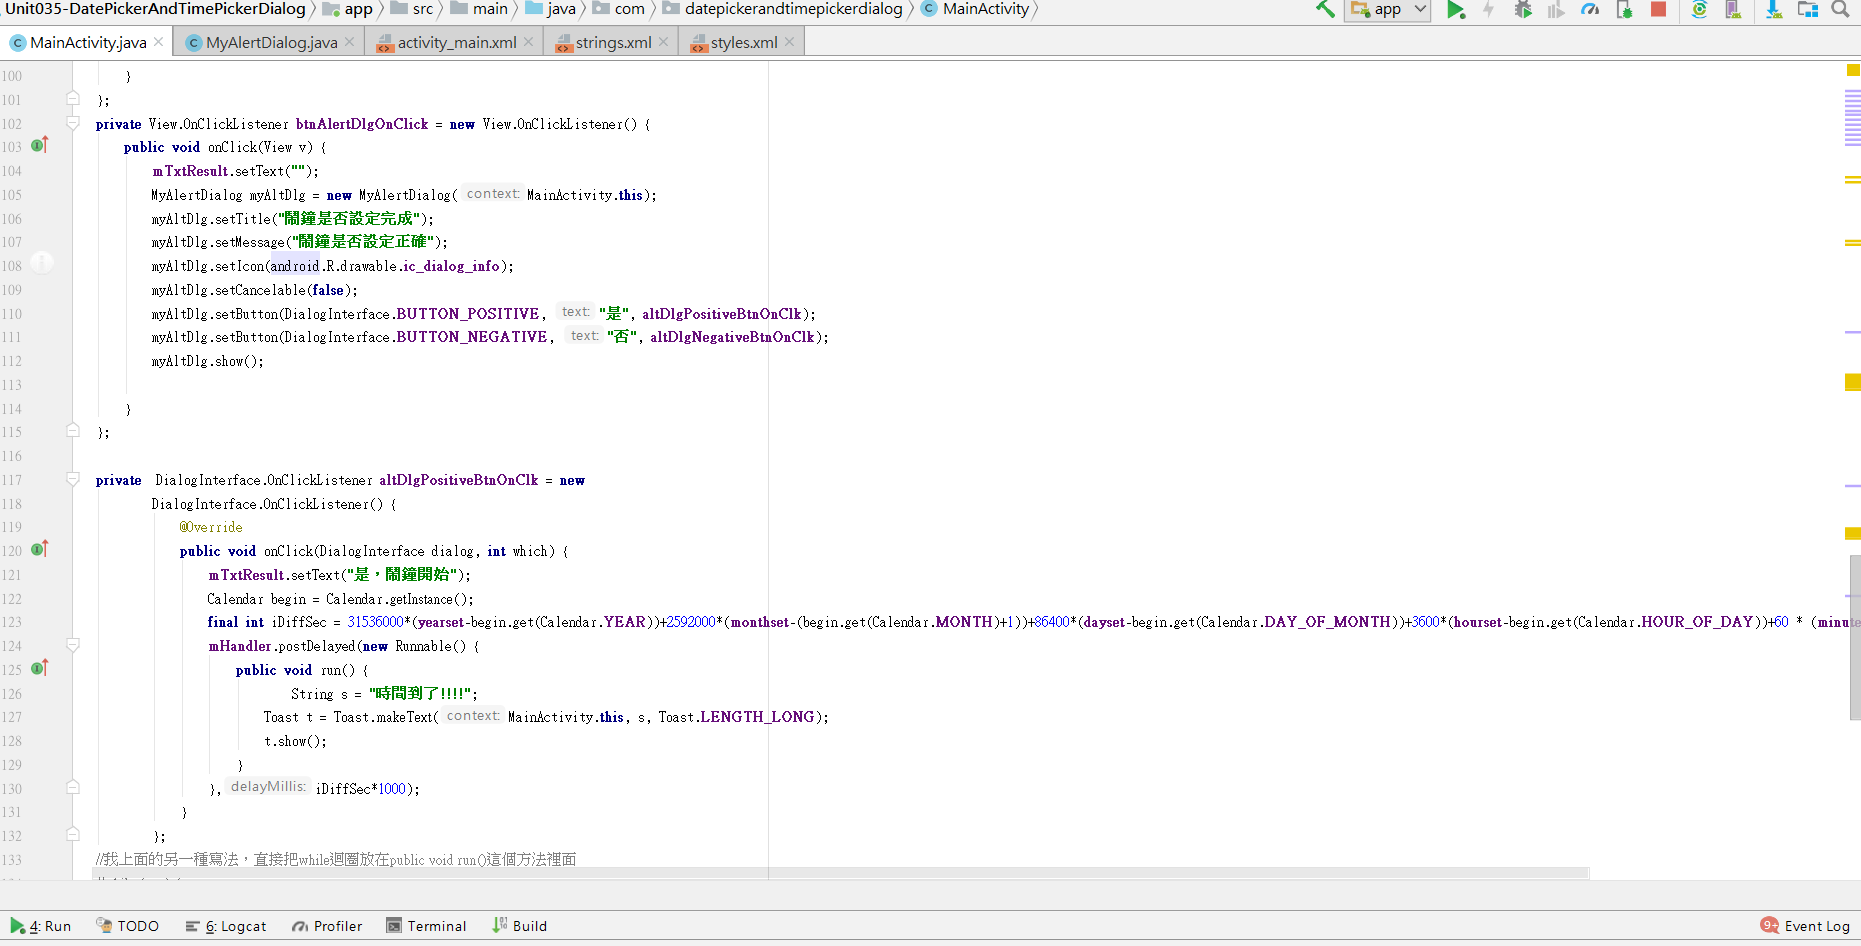 Unit035-DatePickerAndTimePickerDialog app src main java com datepickerandtimepickerdialog MainActivity app
MainActivity.java MyAlertDialog.java activity_main.xml strings.xml styles.xml
100 }
101 };
102 private View.OnClickListener btnAlertDlgOnClick = new View.OnClickListener() {
103 public void onClick(View v) {
104 mTxtResult.setText("");
105 MyAlertDialog myAltDlg = new MyAlertDialog( context: MainActivity.this);
106 myAltDlg.setTitle("鬧鐘是否設定完成");
107 myAltDlg.setMessage("鬧鐘是否設定正確");
108 myAltDlg.setIcon(android.R.drawable.ic_dialog_info);
109 myAltDlg.setCancelable(false);
110 myAltDlg.setButton(DialogInterface.BUTTON_POSITIVE, text: "是", altDlgPositiveBtnOnClk);
111 myAltDlg.setButton(DialogInterface.BUTTON_NEGATIVE, text: "否", altDlgNegativeBtnOnClk);
112 myAltDlg.show();
113
114 }
115 };
116
117 private DialogInterface.OnClickListener altDlgPositiveBtnOnClk = new
118 DialogInterface.OnClickListener() {
119 @Override
120 public void onClick(DialogInterface dialog, int which) {
121 mTxtResult.setText("是，鬧鐘開始");
122 Calendar begin = Calendar.getInstance();
123 final int iDiffSec = 31536000*(yearset-begin.get(Calendar.YEAR))+2592000*(monthset-(begin.get(Calendar.MONTH)+1))+86400*(dayset-begin.get(Calendar.DAY_OF_MONTH))+3600*(hourset-begin.get(Calendar.HOUR_OF_DAY))+60 * (minute
124 mHandler.postDelayed(new Runnable() {
125 public void run() {
126 String s = "時間到了!!!!";
127 Toast t = Toast.makeText( context: MainActivity.this, s, Toast.LENGTH_LONG);
128 t.show();
129 }
130 }, delayMillis: iDiffSec*1000);
131 }
132 };
133 //我上面的另一種寫法，直接把while迴圈放在public void run()這個方法裡面
4: Run TODO 6: Logcat Profiler Terminal Build 9+ Event Log